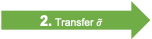 2. Transfer σ̃